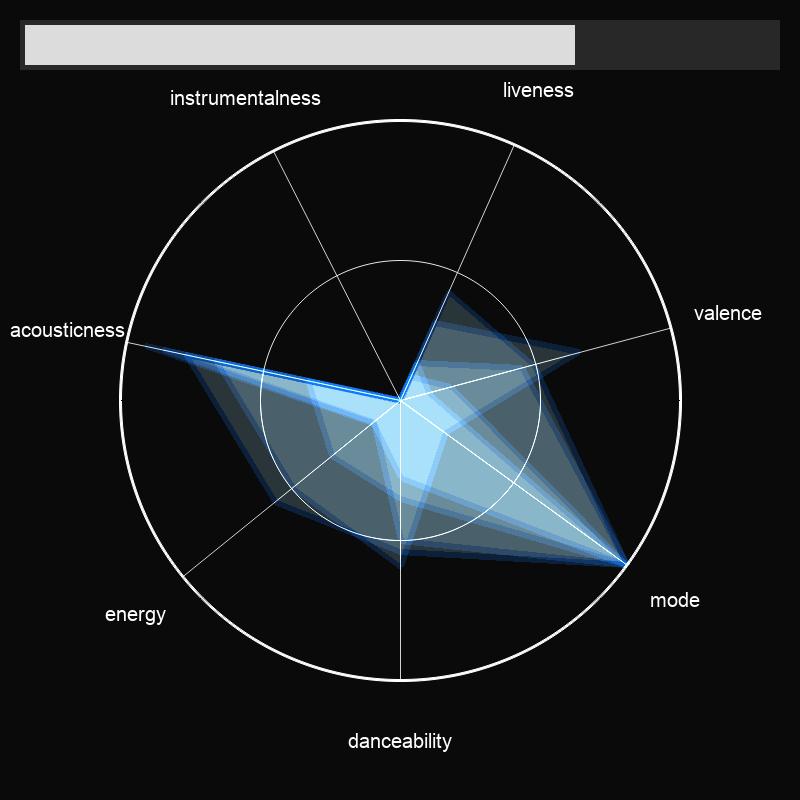 liveness
instrumentalness
valence
acousticness
mode
energy
danceability